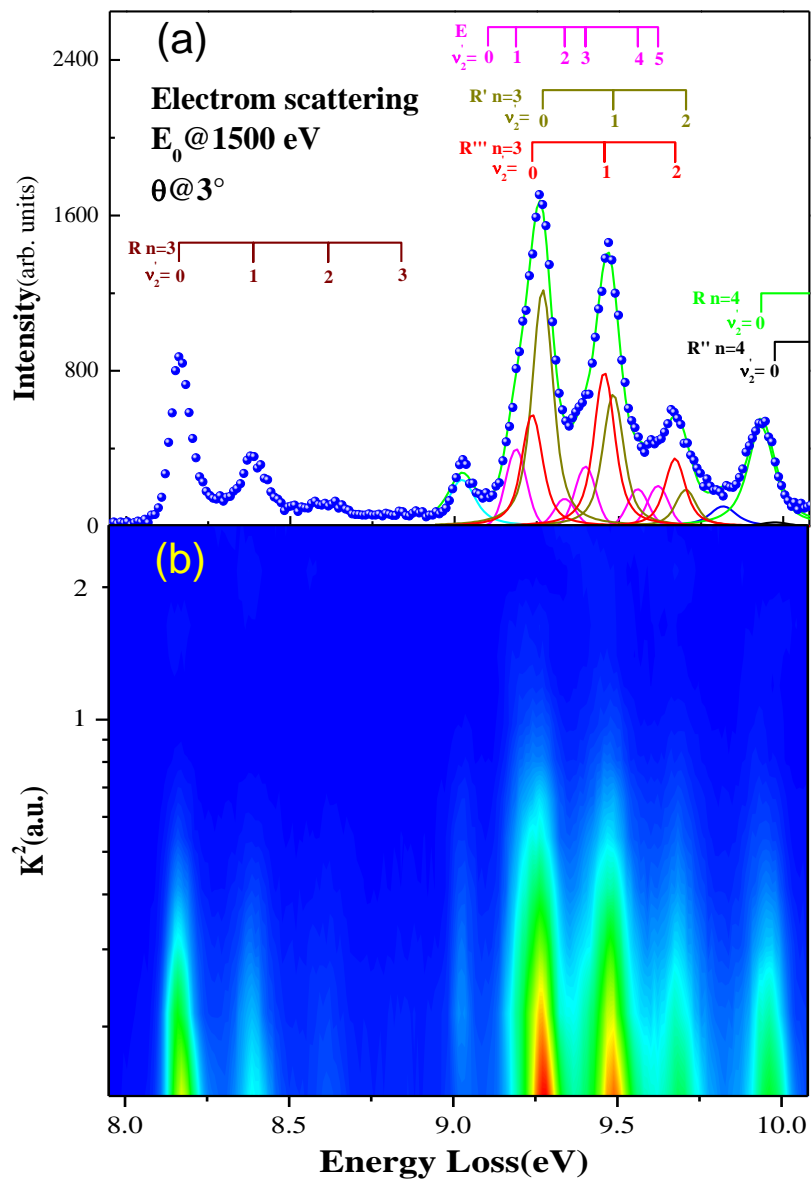 (a)
Electrom scattering
E₀@1500 eV
θ@3°
E
ν₂'= 0 1 2 3 4 5
R' n=3
ν₂'= 0 1 2
R''' n=3
ν₂'= 0 1 2
R n=3
ν₂'= 0 1 2 3
R n=4
ν₂'= 0
R'' n=4
ν₂'= 0
Intensity(arb. units)
2400
1600
800
0
(b)
K²(a.u.)
2
1
8.0 8.5 9.0 9.5 10.0
Energy Loss(eV)